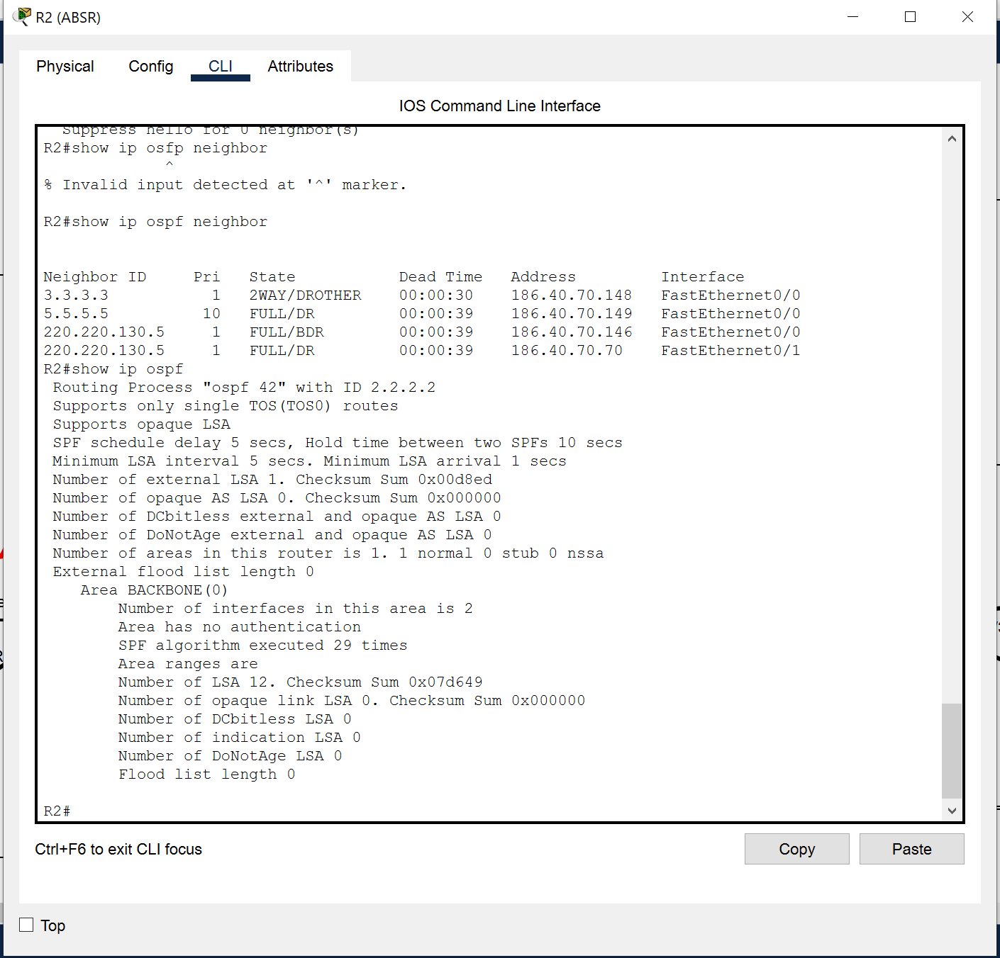 R2 (ABSR)
Physical Config CLI Attributes
IOS Command Line Interface
Suppress hello for 0 neighbor(s)
R2#show ip osfp neighbor
^
% Invalid input detected at '^' marker.
R2#show ip ospf neighbor
Neighbor ID Pri State Dead Time Address Interface
3.3.3.3 1 2WAY/DROTHER 00:00:30 186.40.70.148 FastEthernet0/0
5.5.5.5 10 FULL/DR 00:00:39 186.40.70.149 FastEthernet0/0
220.220.130.5 1 FULL/BDR 00:00:39 186.40.70.146 FastEthernet0/0
220.220.130.5 1 FULL/DR 00:00:39 186.40.70.70 FastEthernet0/1
R2#show ip ospf
Routing Process "ospf 42" with ID 2.2.2.2
Supports only single TOS(TOS0) routes
Supports opaque LSA
SPF schedule delay 5 secs, Hold time between two SPFs 10 secs
Minimum LSA interval 5 secs. Minimum LSA arrival 1 secs
Number of external LSA 1. Checksum Sum 0x00d8ed
Number of opaque AS LSA 0. Checksum Sum 0x000000
Number of DCbitless external and opaque AS LSA 0
Number of DoNotAge external and opaque AS LSA 0
Number of areas in this router is 1. 1 normal 0 stub 0 nssa
External flood list length 0
Area BACKBONE(0)
Number of interfaces in this area is 2
Area has no authentication
SPF algorithm executed 29 times
Area ranges are
Number of LSA 12. Checksum Sum 0x07d649
Number of opaque link LSA 0. Checksum Sum 0x000000
Number of DCbitless LSA 0
Number of indication LSA 0
Number of DoNotAge LSA 0
Flood list length 0
R2#
Ctrl+F6 to exit CLI focus
Copy Paste
Top